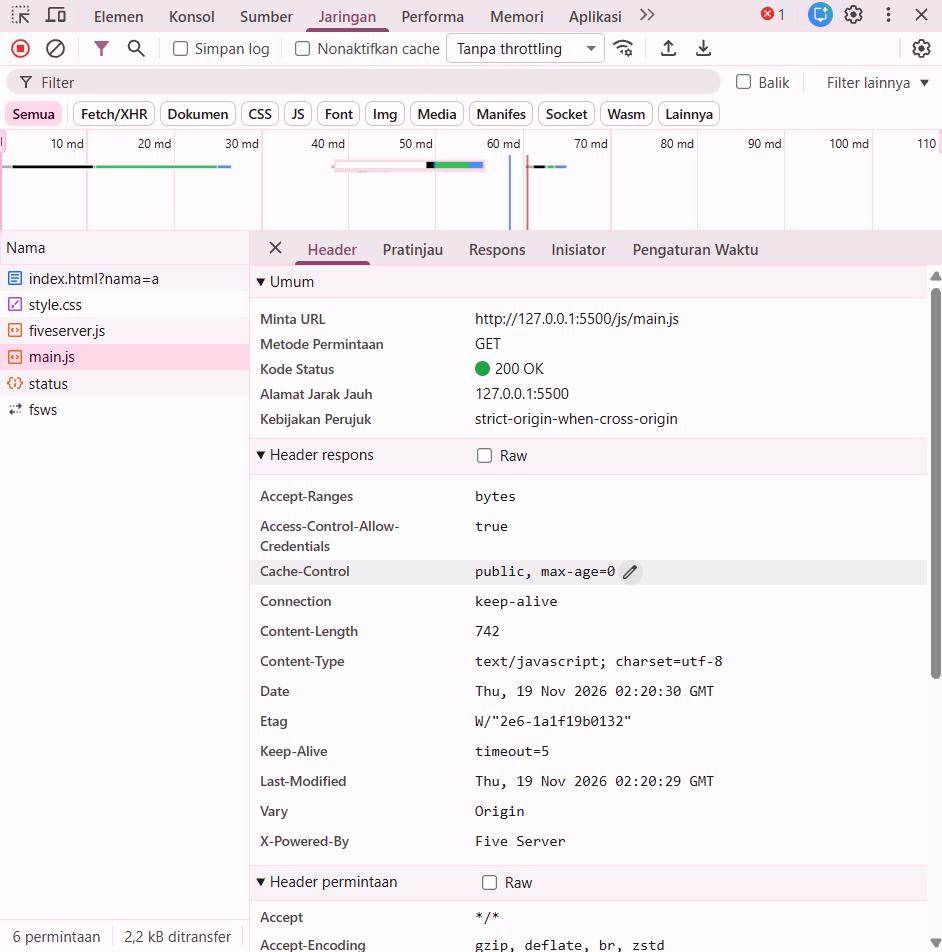 Elemen Konsol Sumber Jaringan Performa Memori Aplikasi 1
Simpan log Nonaktifkan cache Tanpa throttling
Filter Balik Filter lainnya
Semua Fetch/XHR Dokumen CSS JS Font Img Media Manifes Socket Wasm Lainnya
10 md 20 md 30 md 40 md 50 md 60 md 70 md 80 md 90 md 100 md 110
Nama
index.html?nama=a
style.css
fiveserver.js
main.js
status
fsws
6 permintaan 2,2 kB ditransfer
Header Pratinjau Respons Inisiator Pengaturan Waktu
Umum
Minta URL http://127.0.0.1:5500/js/main.js
Metode Permintaan GET
Kode Status 200 OK
Alamat Jarak Jauh 127.0.0.1:5500
Kebijakan Perujuk strict-origin-when-cross-origin
Header respons Raw
Accept-Ranges bytes
Access-Control-Allow- true
Credentials
Cache-Control public, max-age=0
Connection keep-alive
Content-Length 742
Content-Type text/javascript; charset=utf-8
Date Thu, 19 Nov 2026 02:20:30 GMT
Etag W/"2e6-1a1f19b0132"
Keep-Alive timeout=5
Last-Modified Thu, 19 Nov 2026 02:20:29 GMT
Vary Origin
X-Powered-By Five Server
Header permintaan Raw
Accept */*
Accept-Encoding gzip, deflate, br, zstd